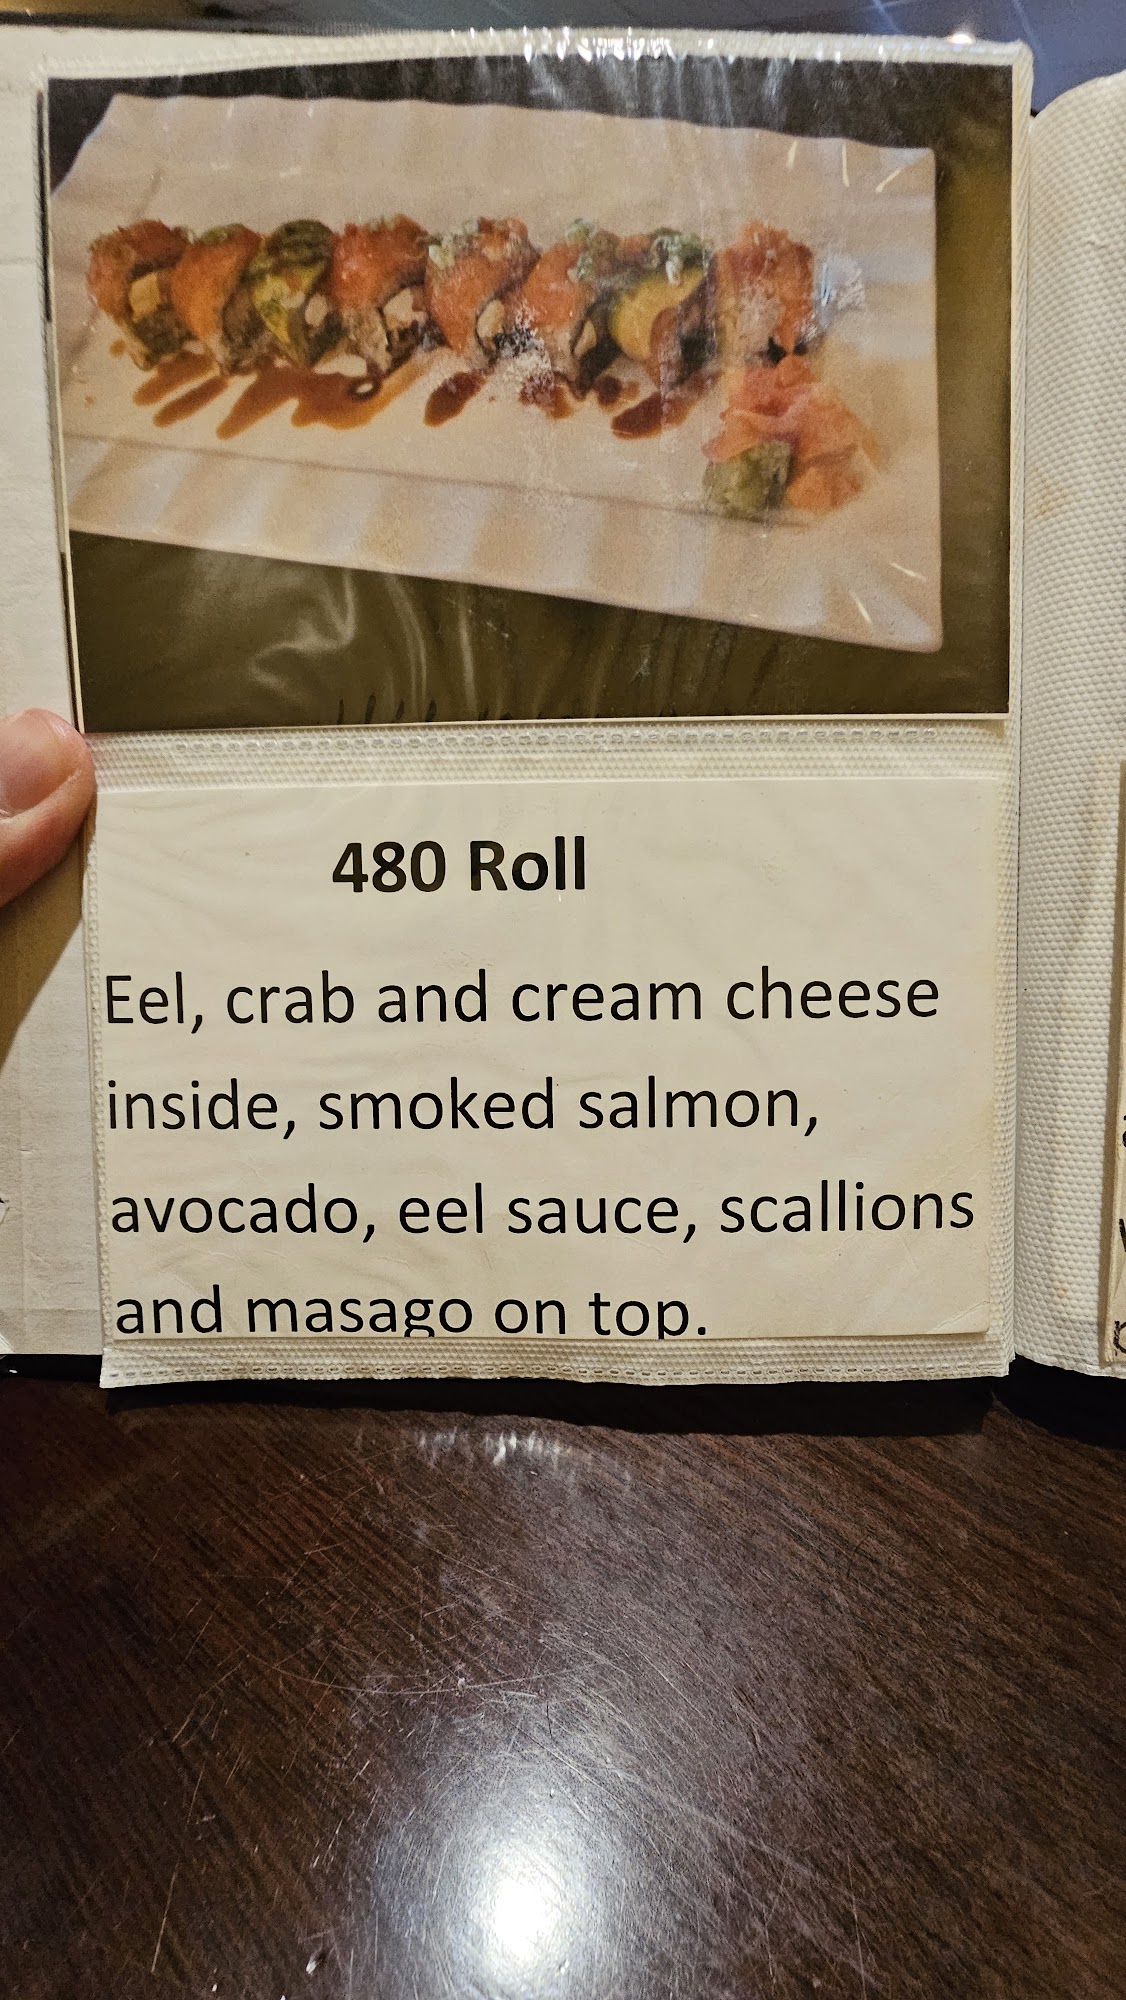 480 Roll
Eel, crab and cream cheese
inside, smoked salmon,
avocado, eel sauce, scallions
and masago on top.